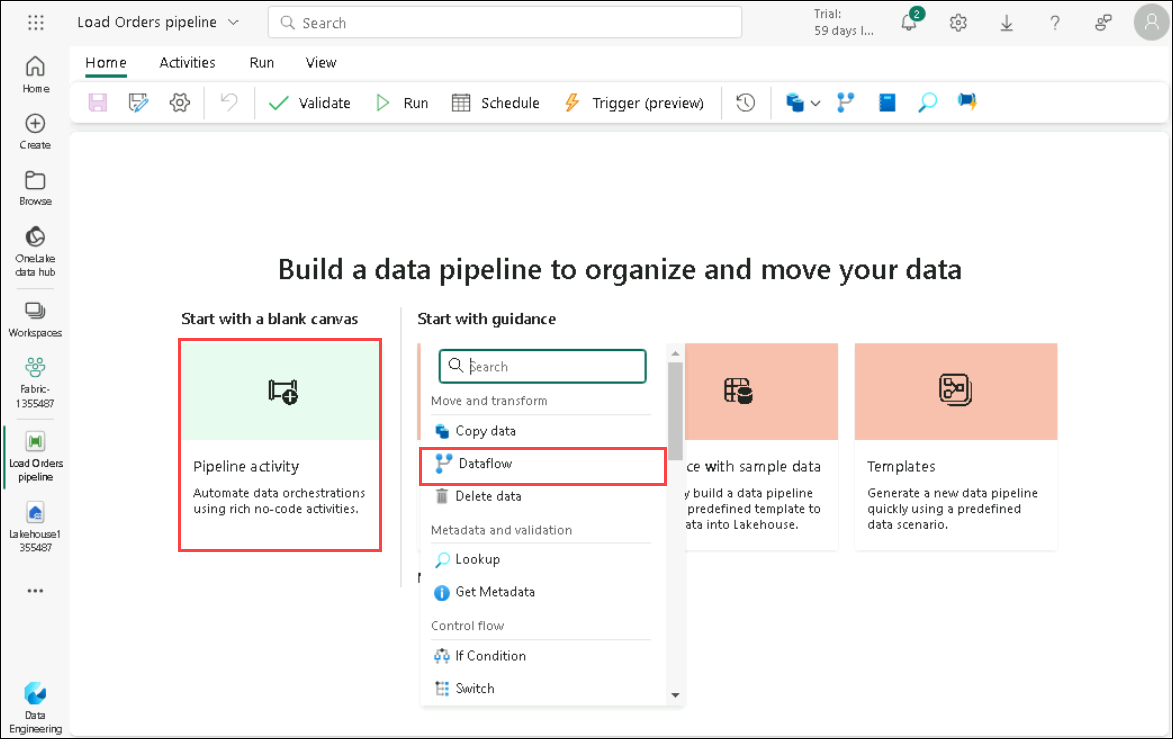 Load Orders pipeline
Search
Trial:
59 days l...
2
Home
Activities
Run
View
Validate
Run
Schedule
Trigger (preview)
Home
Create
Browse
OneLake
data hub
Workspaces
Fabric-
1355487
Load Orders
pipeline
Lakehouse1
355487
Data
Engineering
Build a data pipeline to organize and move your data
Start with a blank canvas
Start with guidance
Pipeline activity
Automate data orchestrations
using rich no-code activities.
Search
Move and transform
Copy data
Dataflow
Delete data
Metadata and validation
Lookup
Get Metadata
Control flow
If Condition
Switch
ce with sample data
y build a data pipeline
predefined template to
ata into Lakehouse.
Templates
Generate a new data pipeline
quickly using a predefined
data scenario.